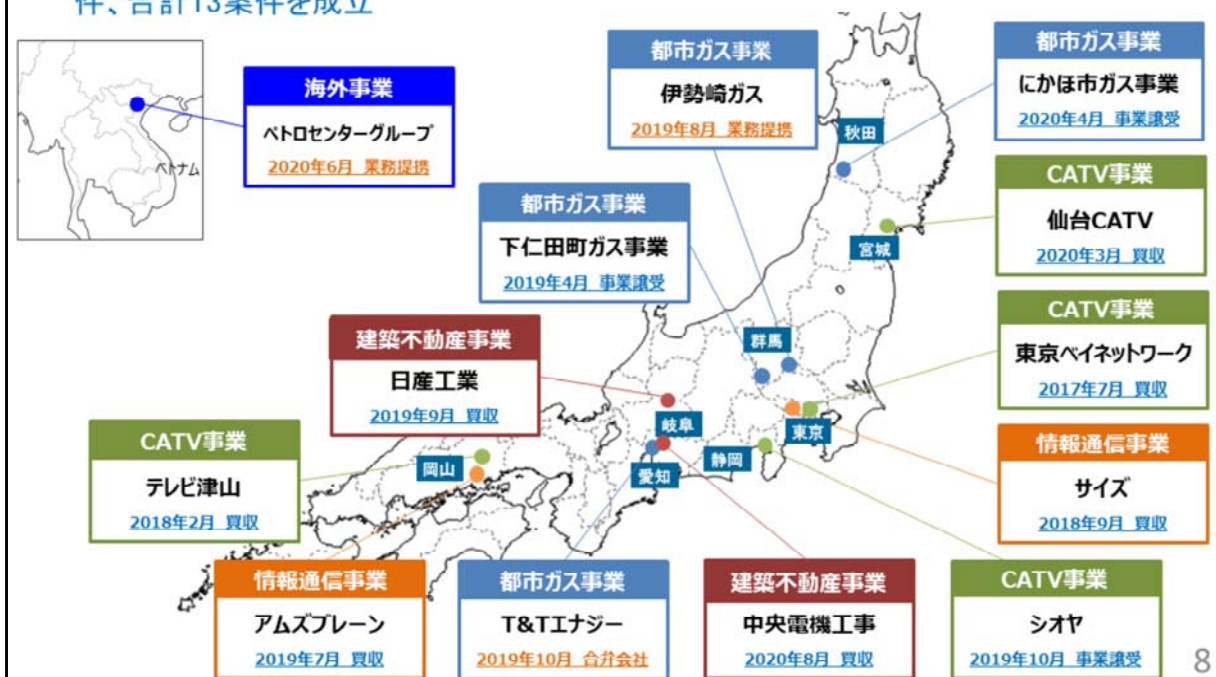 件、合計13案件を成立
海外事業
ペトロセンターグループ
2020年6月 業務提携
ベトナム
都市ガス事業
伊勢崎ガス
2019年8月 業務提携
都市ガス事業
にかほ市ガス事業
2020年4月 事業譲受
秋田
CATV事業
仙台CATV
2020年3月 買収
宮城
都市ガス事業
下仁田町ガス事業
2019年4月 事業譲受
群馬
CATV事業
東京ベイネットワーク
2017年7月 買収
東京
建築不動産事業
日産工業
2019年9月 買収
岐阜
静岡
愛知
岡山
CATV事業
テレビ津山
2018年2月 買収
情報通信事業
サイズ
2018年9月 買収
情報通信事業
アムズブレーン
2019年7月 買収
都市ガス事業
T&Tエナジー
2019年10月 合弁会社
建築不動産事業
中央電機工事
2020年8月 買収
CATV事業
シオヤ
2019年10月 事業譲受
8